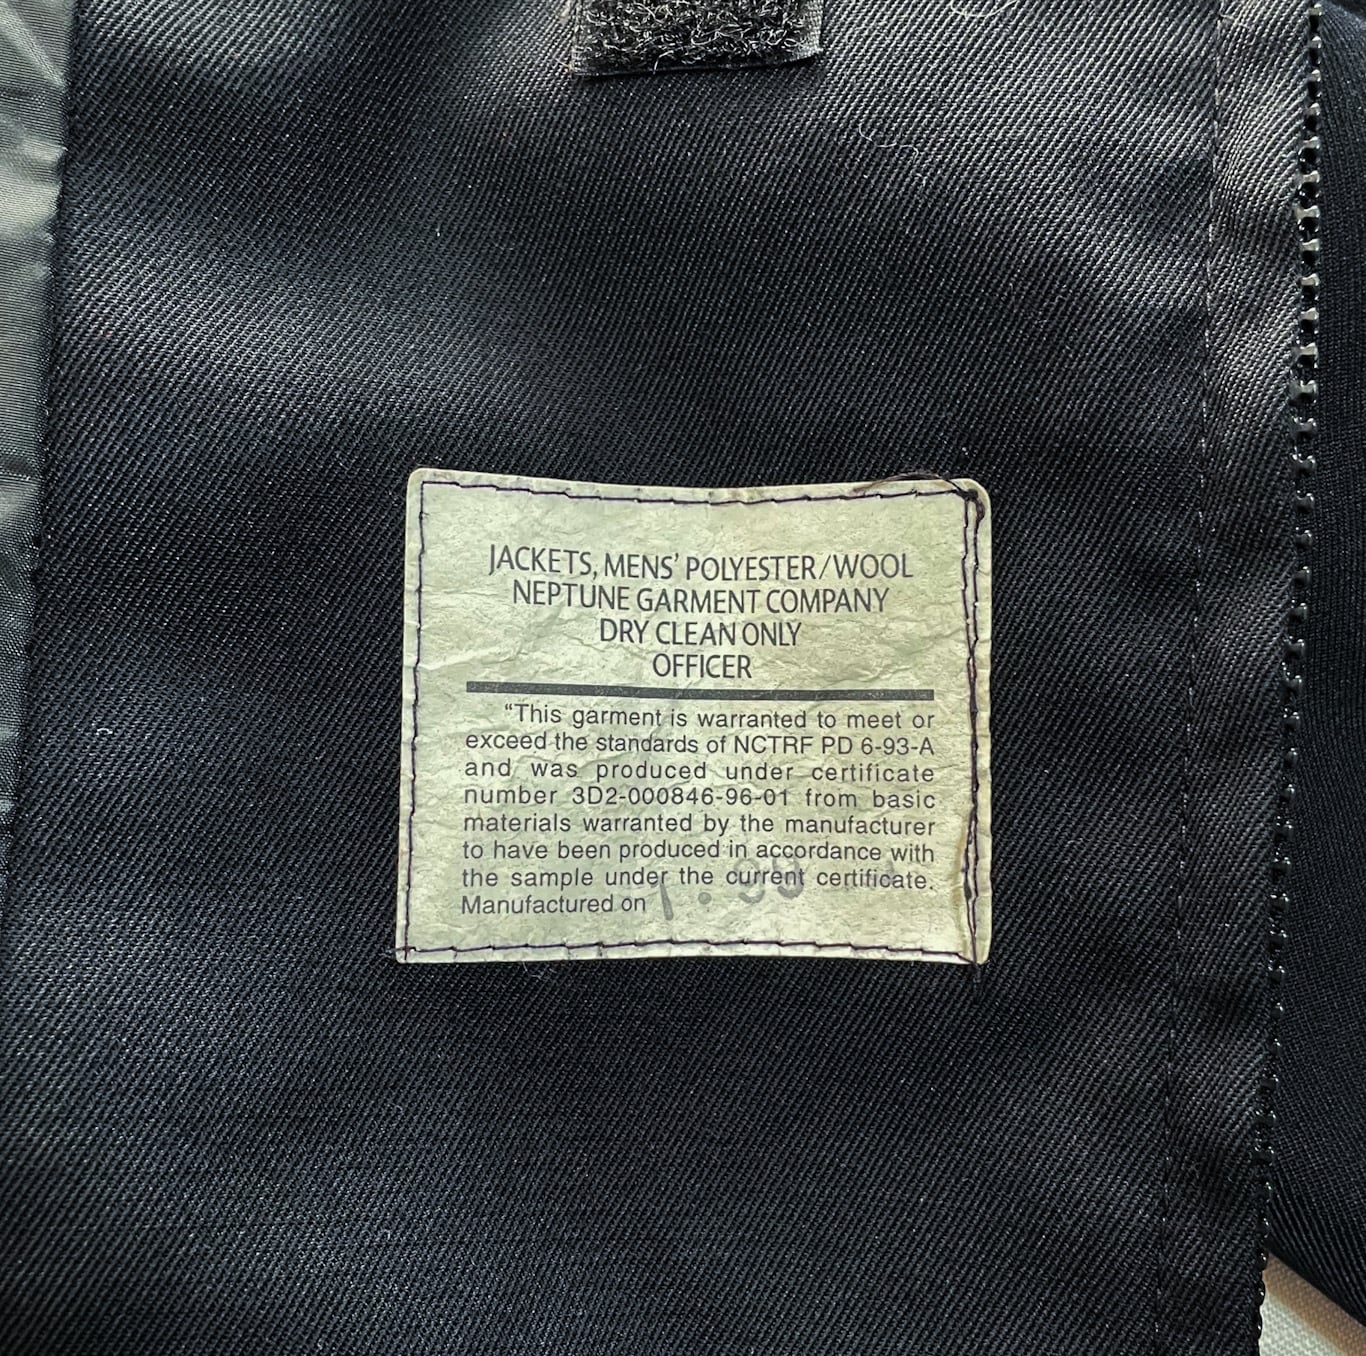 JACKETS, MENS' POLYESTER/WOOL
NEPTUNE GARMENT COMPANY
DRY CLEAN ONLY
OFFICER
“This garment is warranted to meet or
exceed the standards of NCTRF PD 6-93-A
and was produced under certificate
number 3D2-000846-96-01 from basic
materials warranted by the manufacturer
to have been produced in accordance with
the sample under the current certificate.
Manufactured on